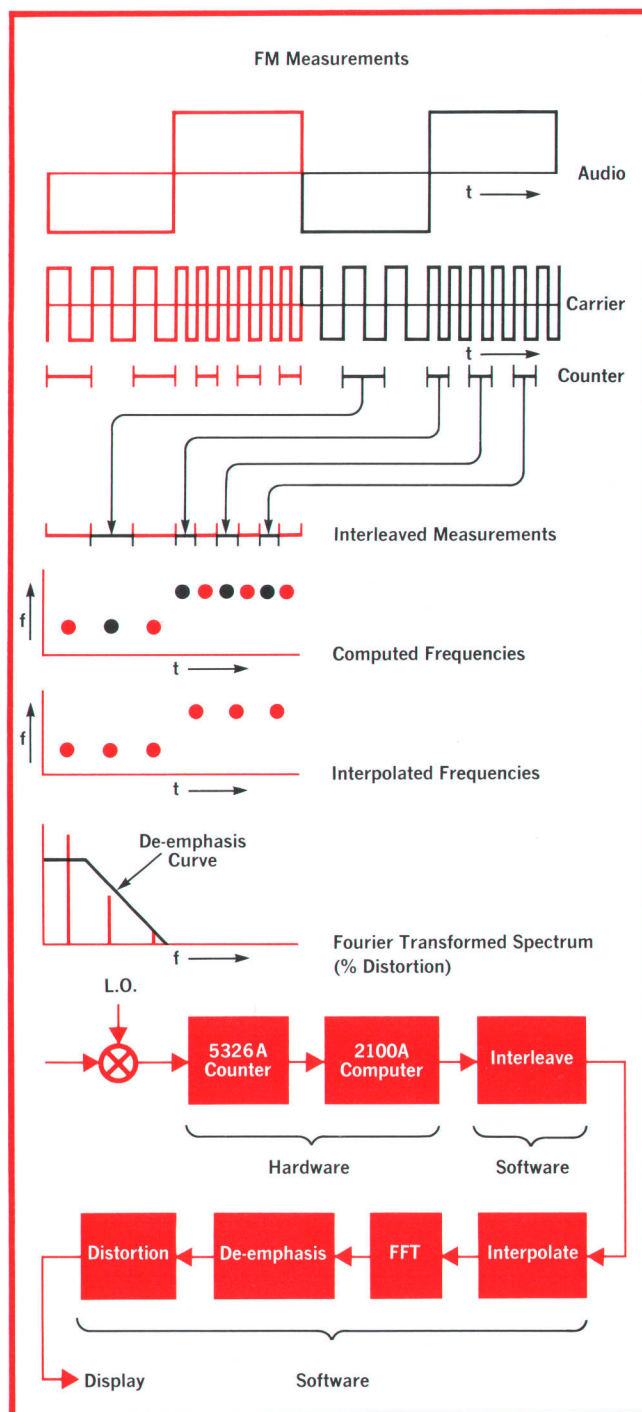 FM Measurements
Audio
t
Carrier
t
Counter
Interleaved Measurements
f
Computed Frequencies
t
f
Interpolated Frequencies
t
De-emphasis
Curve
Fourier Transformed Spectrum
(% Distortion)
f
L.O.
5326A
Counter
2100A
Computer
Interleave
Hardware
Software
Distortion
De-emphasis
FFT
Interpolate
Display
Software